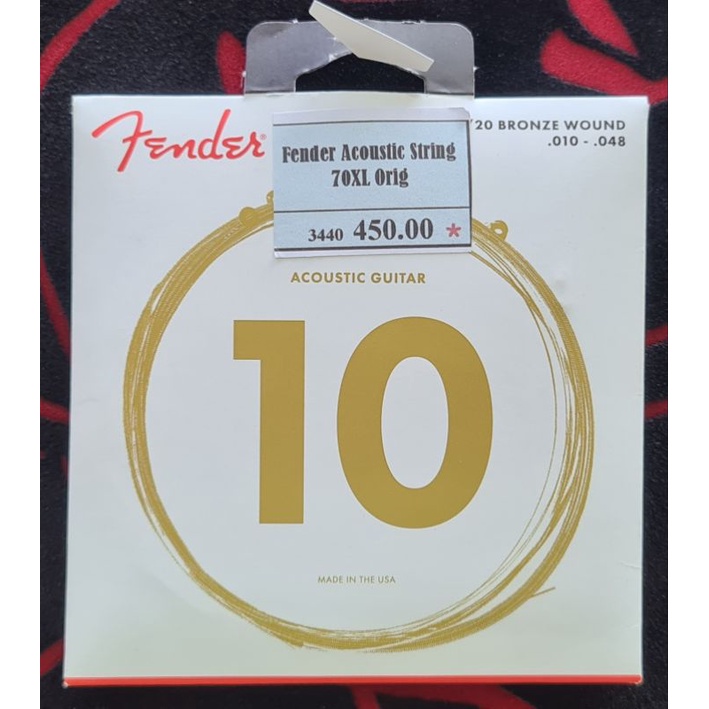 Fender®
Fender Acoustic String
70XL Orig
3440 450.00 *
'20 BRONZE WOUND
.010 - .048
ACOUSTIC GUITAR
10
MADE IN THE USA